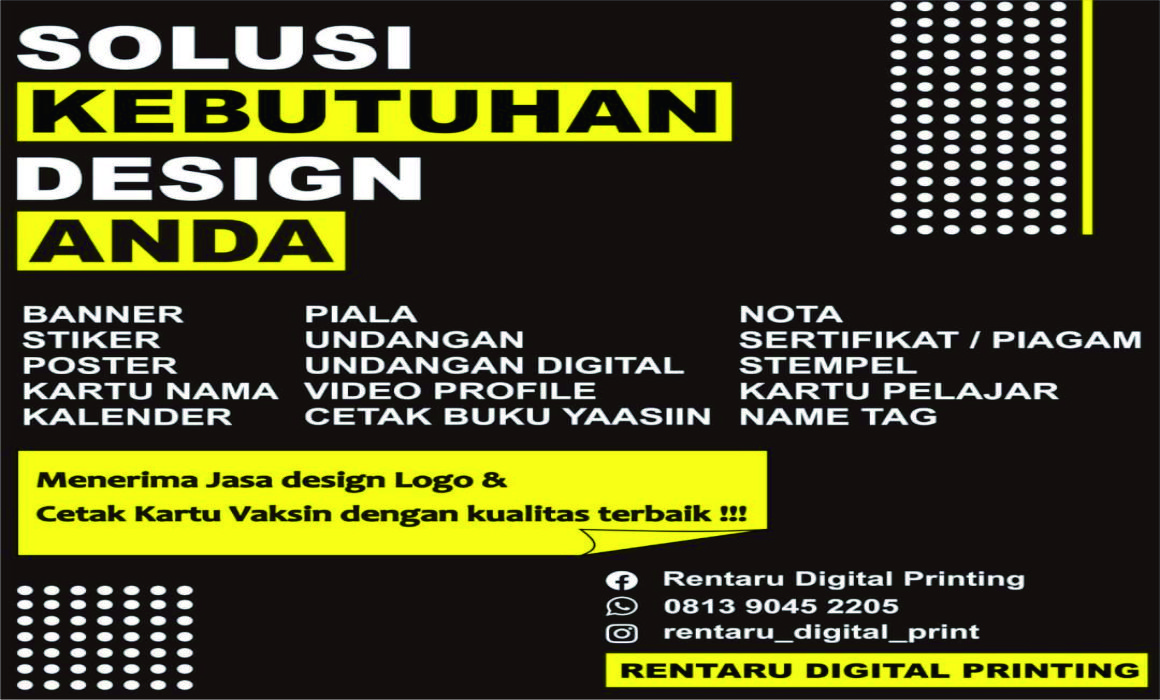 SOLUSI
KEBUTUHAN
DESIGN
ANDA
BANNER
STIKER
POSTER
KARTU NAMA
KALENDER
PIALA
UNDANGAN
UNDANGAN DIGITAL
VIDEO PROFILE
CETAK BUKU YAASIIN
NOTA
SERTIFIKAT / PIAGAM
STEMPEL
KARTU PELAJAR
NAME TAG
Menerima Jasa design Logo &
Cetak Kartu Vaksin dengan kualitas terbaik !!!
Rentaru Digital Printing
0813 9045 2205
rentaru_digital_print
RENTARU DIGITAL PRINTING